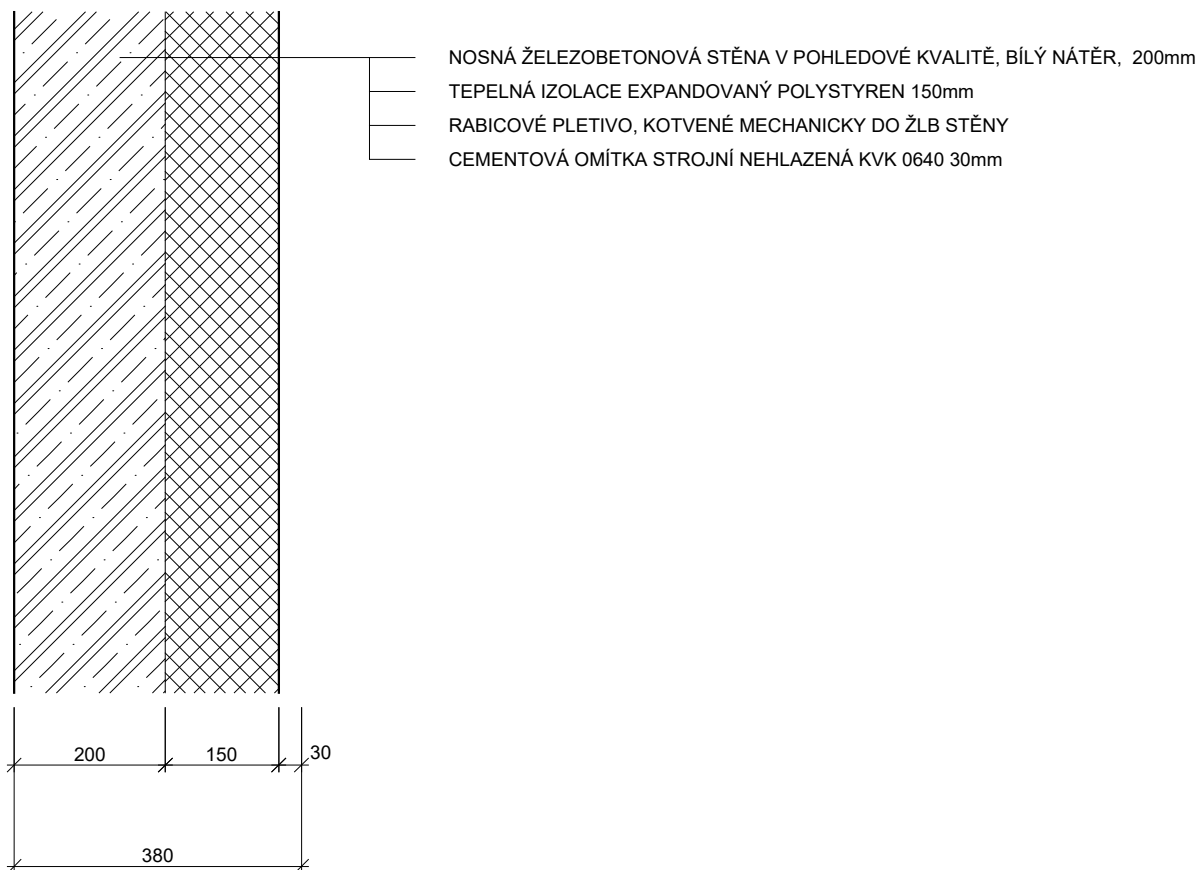 NOSNÁ ŽELEZOBETONOVÁ STĚNA V POHLEDOVÉ KVALITĚ, BÍLÝ NÁTĚR, 200mm
TEPELNÁ IZOLACE EXPANDOVANÝ POLYSTYREN 150mm
RABICOVÉ PLETIVO, KOTVENÉ MECHANICKY DO ŽLB STĚNY
CEMENTOVÁ OMÍTKA STROJNÍ NEHLAZENÁ KVK 0640 30mm
200 150 30
380